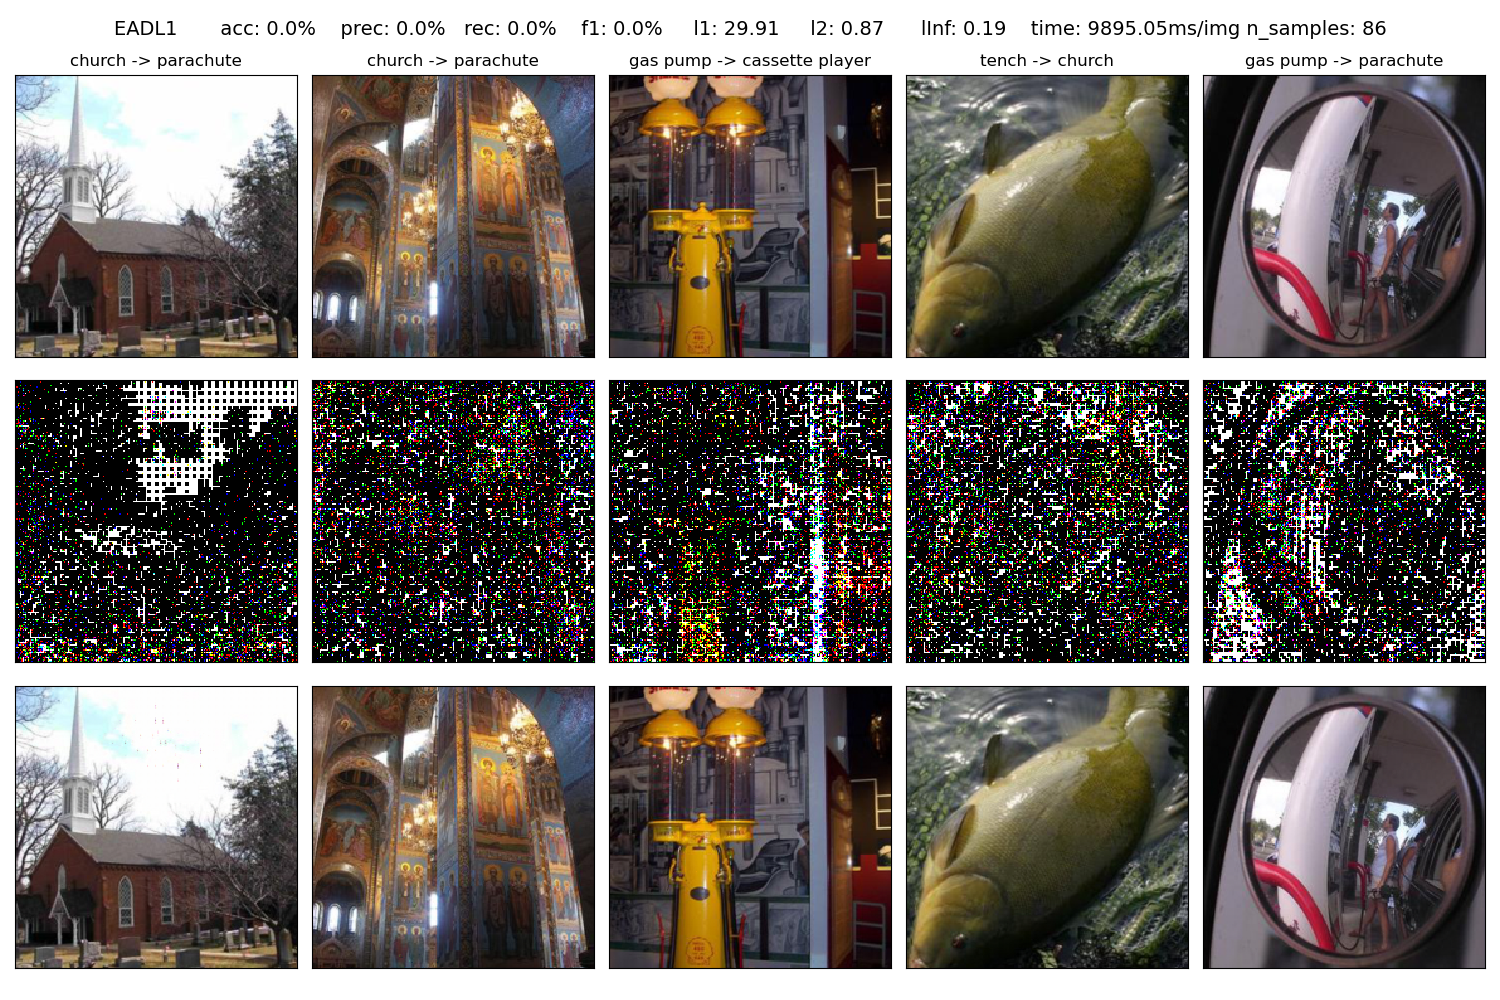 EADL1 acc: 0.0% prec: 0.0% rec: 0.0% f1: 0.0% l1: 29.91 l2: 0.87 lInf: 0.19 time: 9895.05ms/img n_samples: 86
church -> parachute church -> parachute gas pump -> cassette player tench -> church gas pump -> parachute